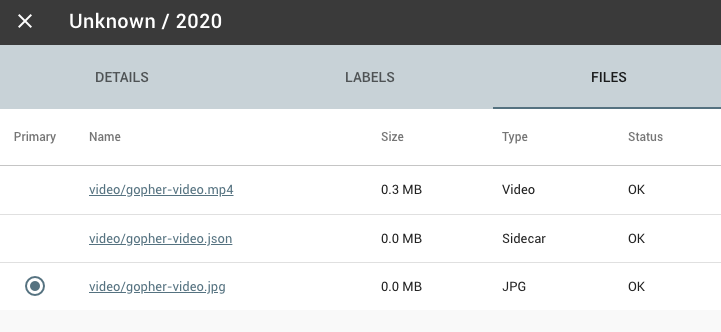 Unknown / 2020
DETAILS LABELS FILES
Primary Name Size Type Status
video/gopher-video.mp4 0.3 MB Video OK
video/gopher-video.json 0.0 MB Sidecar OK
video/gopher-video.jpg 0.0 MB JPG OK